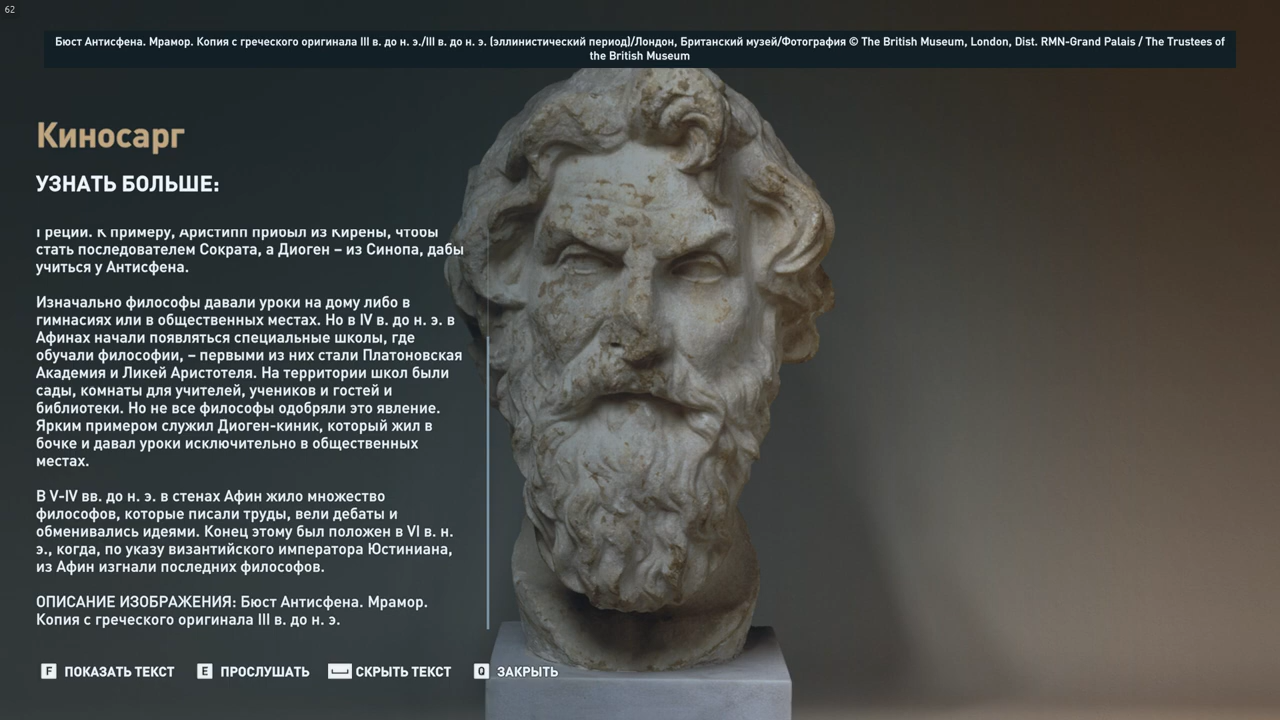 62
Бюст Антисфена. Мрамор. Копия с греческого оригинала III в. до н. э./III в. до н. э. (эллинистический период)/Лондон, Британский музей/Фотография © The British Museum, London, Dist. RMN-Grand Palais / The Trustees of
the British Museum
Киносарг
УЗНАТЬ БОЛЬШЕ:
Греции. К примеру, Аристипп прибыл из Кирены, чтобы
стать последователем Сократа, а Диоген – из Синопа, дабы
учиться у Антисфена.
Изначально философы давали уроки на дому либо в
гимнасиях или в общественных местах. Но в IV в. до н. э. в
Афинах начали появляться специальные школы, где
обучали философии, – первыми из них стали Платоновская
Академия и Ликей Аристотеля. На территории школ были
сады, комнаты для учителей, учеников и гостей и
библиотеки. Но не все философы одобряли это явление.
Ярким примером служил Диоген-киник, который жил в
бочке и давал уроки исключительно в общественных
местах.
В V-IV вв. до н. э. в стенах Афин жило множество
философов, которые писали труды, вели дебаты и
обменивались идеями. Конец этому был положен в VI в. н.
э., когда, по указу византийского императора Юстиниана,
из Афин изгнали последних философов.
ОПИСАНИЕ ИЗОБРАЖЕНИЯ: Бюст Антисфена. Мрамор.
Копия с греческого оригинала III в. до н. э.
F ПОКАЗАТЬ ТЕКСТ E ПРОСЛУШАТЬ СКРЫТЬ ТЕКСТ Q ЗАКРЫТЬ